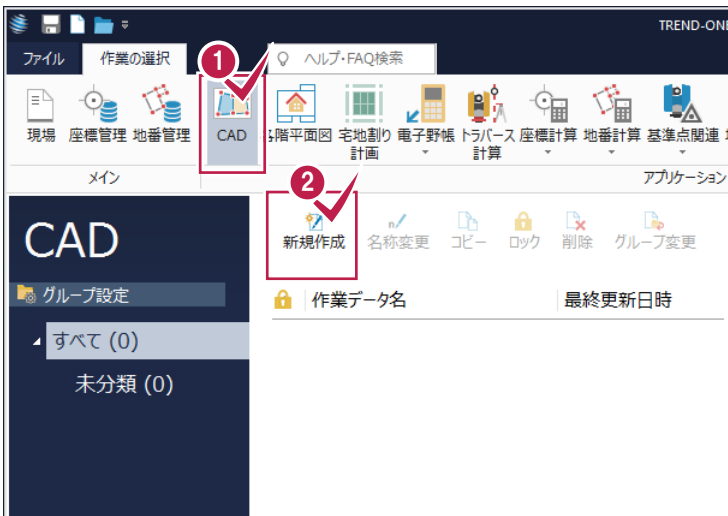 TREND-ONE
ファイル 作業の選択 ヘルプ・FAQ検索
1
現場 座標管理 地番管理 CAD 各階平面図 宅地割り計画 電子野帳 トラバース計算 座標計算 地番計算 基準点関連
メイン アプリケーション
2
CAD
新規作成 名称変更 コピー ロック 削除 グループ変更
グループ設定
作業データ名 最終更新日時
すべて (0)
未分類 (0)